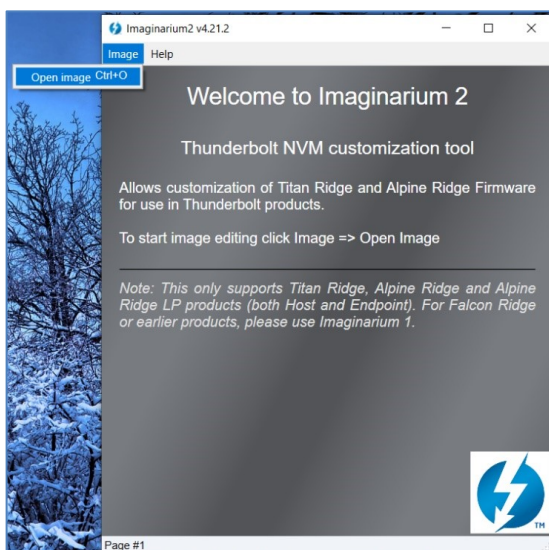 Imaginarium2 v4.21.2
Image Help
Open image Ctrl+O
Welcome to Imaginarium 2
Thunderbolt NVM customization tool
Allows customization of Titan Ridge and Alpine Ridge Firmware
for use in Thunderbolt products.
To start image editing click Image => Open Image
Note: This only supports Titan Ridge, Alpine Ridge and Alpine
Ridge LP products (both Host and Endpoint). For Falcon Ridge
or earlier products, please use Imaginarium 1.
TM
Page #1